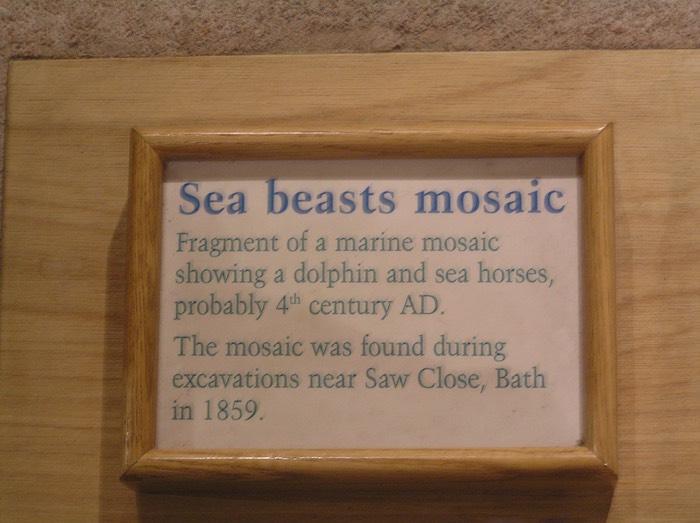 Sea beasts mosaic
Fragment of a marine mosaic
showing a dolphin and sea horses,
probably 4th century AD.
The mosaic was found during
excavations near Saw Close, Bath
in 1859.